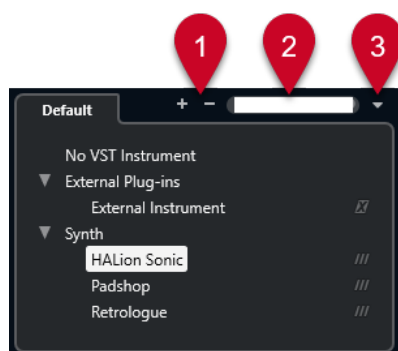 1 2 3
Default + −
No VST Instrument
External Plug-ins
External Instrument
Synth
HALion Sonic ///
Padshop ///
Retrologue ///